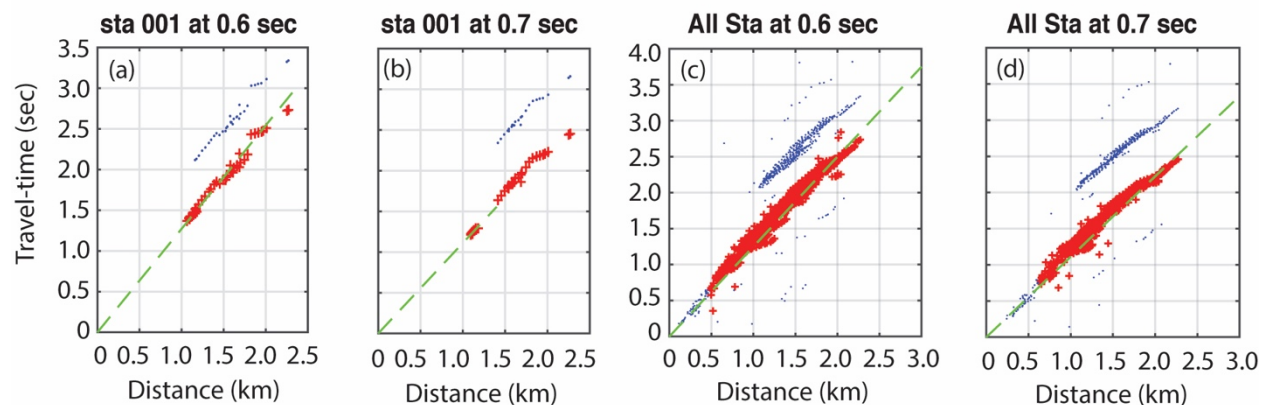 sta 001 at 0.6 sec
sta 001 at 0.7 sec
All Sta at 0.6 sec
All Sta at 0.7 sec
Travel-time (sec)
(a)
3.5
3.0
2.5
2.0
1.5
1.0
0.5
0
0 0.5 1.0 1.5 2.0 2.5
Distance (km)
(b)
0 0.5 1.0 1.5 2.0 2.5
Distance (km)
(c)
4.0
3.5
3.0
2.5
2.0
1.5
1.0
0.5
0
0 0.5 1.0 1.5 2.0 2.5 3.0
Distance (km)
(d)
0 0.5 1.0 1.5 2.0 2.5 3.0
Distance (km)